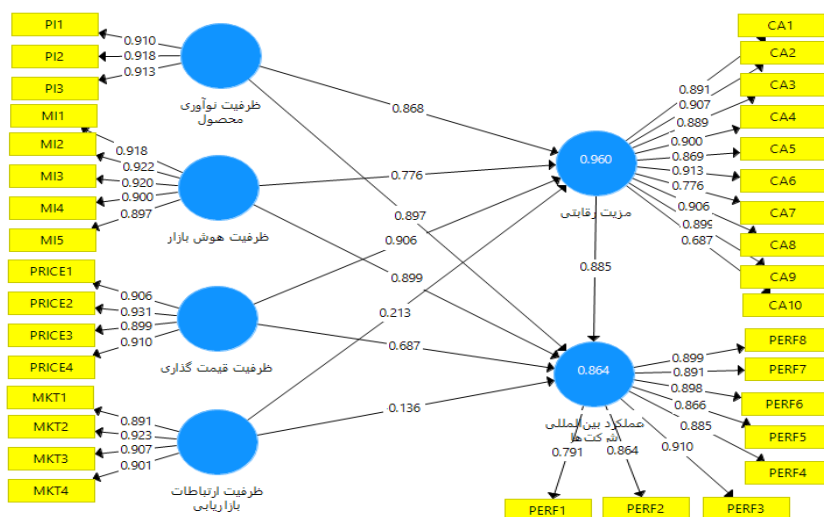 PI1
PI2
PI3
MI1
MI2
MI3
MI4
MI5
PRICE1
PRICE2
PRICE3
PRICE4
MKT1
MKT2
MKT3
MKT4
0.910
0.918
0.913
0.918
0.922
0.920
0.900
0.897
0.906
0.931
0.899
0.910
0.891
0.923
0.907
0.901
ظرفیت نوآوری
محصول
ظرفیت هوش بازار
ظرفیت قیمت گذاری
ظرفیت ارتباطات
بازاریابی
0.868
0.776
0.897
0.906
0.899
0.213
0.687
0.136
0.960
مزیت رقابتی
0.885
0.864
عملکرد بین‌المللی
شرکت‌ها
0.891
0.907
0.889
0.900
0.869
0.913
0.776
0.906
0.899
0.687
CA1
CA2
CA3
CA4
CA5
CA6
CA7
CA8
CA9
CA10
0.899
0.891
0.898
0.866
0.885
0.910
0.864
0.791
PERF8
PERF7
PERF6
PERF5
PERF4
PERF1
PERF2
PERF3